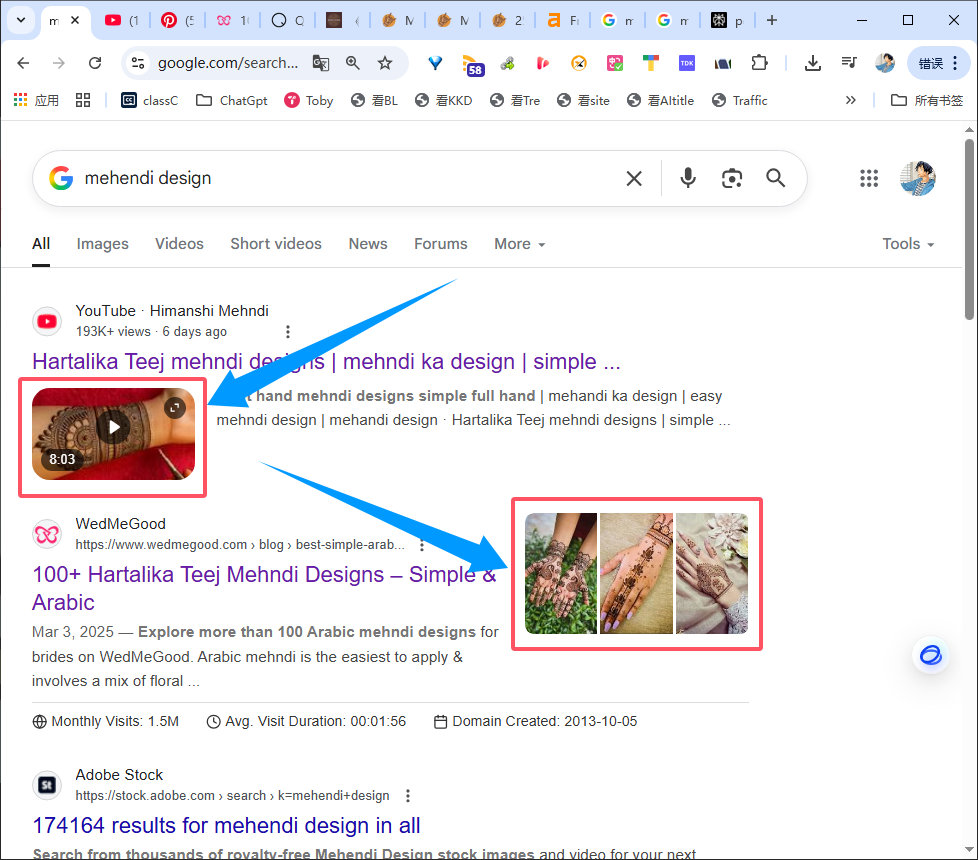 m
(1
(5
1(
Q
M
M
2
Fr
m
m
p
google.com/search...
58
TDK
错误
应用
classC
ChatGpt
Toby
看BL
看KKD
看Tre
看site
看AItitle
Traffic
所有书签
mehendi design
All
Images
Videos
Short videos
News
Forums
More
Tools
YouTube · Himanshi Mehndi
193K+ views · 6 days ago
Hartalika Teej mehndi designs | mehndi ka design | simple ...
8:03
hand mehndi designs simple full hand | mehandi ka design | easy
mehndi design | mehandi design · Hartalika Teej mehndi designs | simple ...
WedMeGood
https://www.wedmegood.com › blog › best-simple-arab...
100+ Hartalika Teej Mehndi Designs – Simple &
Arabic
Mar 3, 2025 — Explore more than 100 Arabic mehndi designs for
brides on WedMeGood. Arabic mehndi is the easiest to apply &
involves a mix of floral ...
Monthly Visits: 1.5M
Avg. Visit Duration: 00:01:56
Domain Created: 2013-10-05
St
Adobe Stock
https://stock.adobe.com › search › k=mehendi+design
174164 results for mehendi design in all
Search from thousands of royalty-free Mehendi Design stock images and video for your next